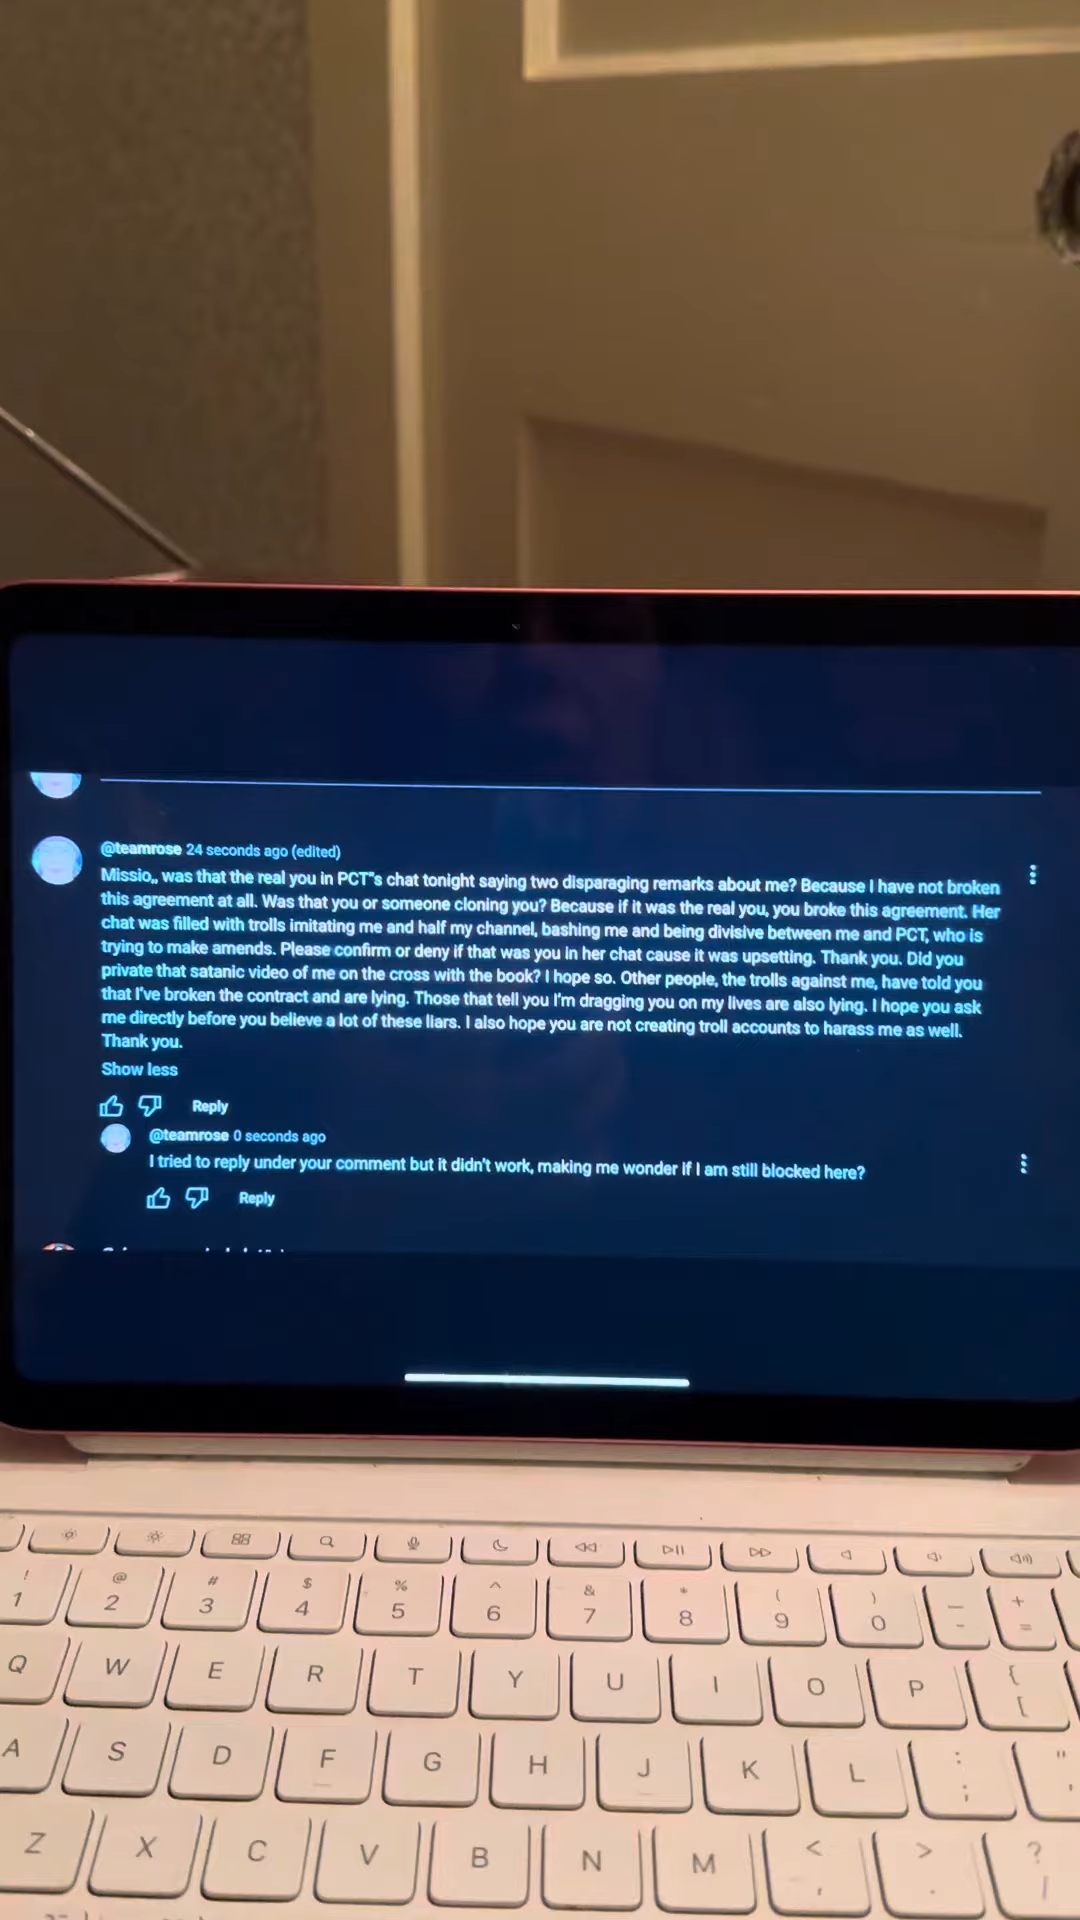 @teamrose 24 seconds ago (edited)
Missio,, was that the real you in PCT"s chat tonight saying two disparaging remarks about me? Because I have not broken
this agreement at all. Was that you or someone cloning you? Because if it was the real you, you broke this agreement. Her
chat was filled with trolls imitating me and half my channel, bashing me and being divisive between me and PCT, who is
trying to make amends. Please confirm or deny if that was you in her chat cause it was upsetting. Thank you. Did you
private that satanic video of me on the cross with the book? I hope so. Other people, the trolls against me, have told you
that I've broken the contract and are lying. Those that tell you I'm dragging you on my lives are also lying. I hope you ask
me directly before you believe a lot of these liars. I also hope you are not creating troll accounts to harass me as well.
Thank you.
Show less
Reply
@teamrose 0 seconds ago
I tried to reply under your comment but it didn't work, making me wonder if I am still blocked here?
Reply
! @ # $ % ^ & * ( ) — +
1 2 3 4 5 6 7 8 9 0 - =
Q W E R T Y U I O P { [
A S D F G H J K L : ; " '
Z X C V B N M < , > . ? /